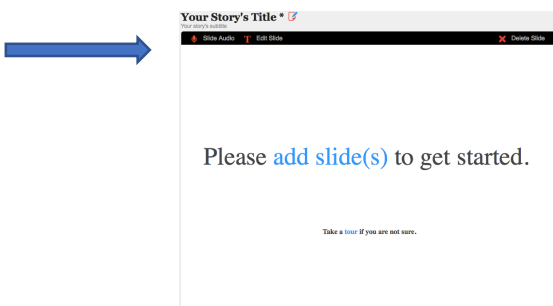 Your Story's Title *
Your story's subtitle
Slide Audio T Edit Slide Delete Slide
Please add slide(s) to get started.
Take a tour if you are not sure.